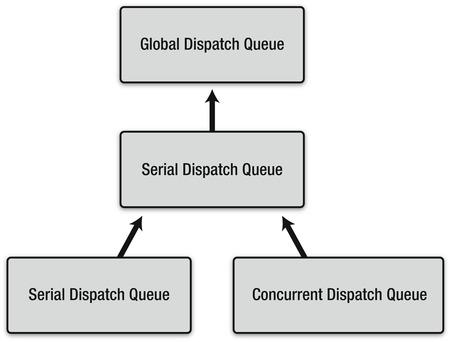 Global Dispatch Queue
Serial Dispatch Queue
Serial Dispatch Queue
Concurrent Dispatch Queue